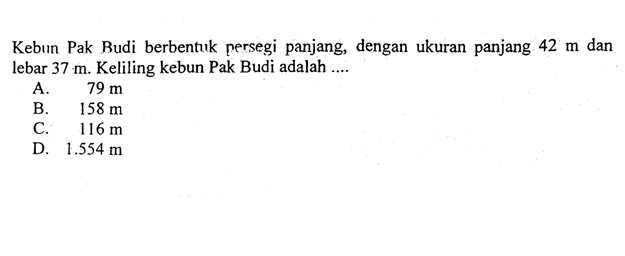 Kebun Pak Budi berbentuk persegi panjang, dengan ukuran panjang 42 m dan
lebar 37 m. Keliling kebun Pak Budi adalah ....
A. 79 m
B. 158 m
C. 116 m
D. 1.554 m